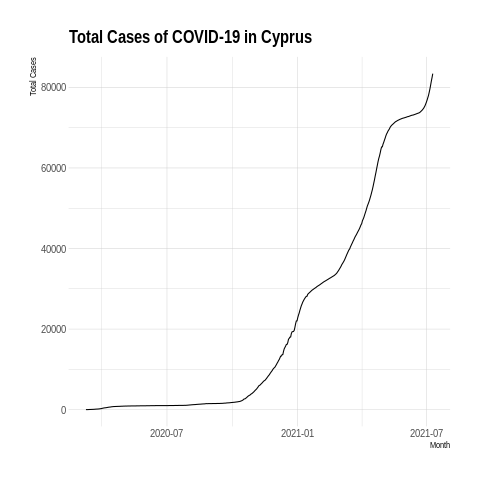 Total Cases of COVID-19 in Cyprus
Total Cases
80000
60000
40000
20000
0
2020-07
2021-01
2021-07
Month